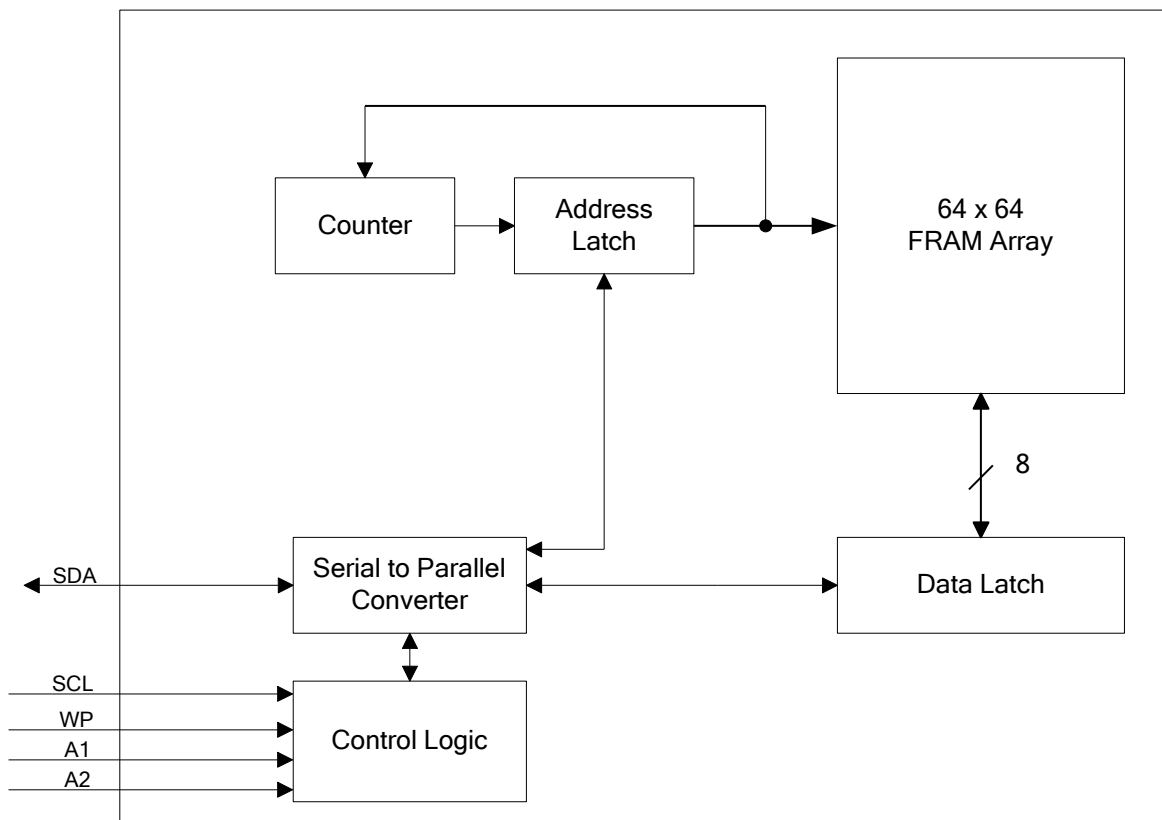 Counter
Address
Latch
64 x 64
FRAM Array
8
SDA
Serial to Parallel
Converter
Data Latch
SCL
WP
A1
A2
Control Logic